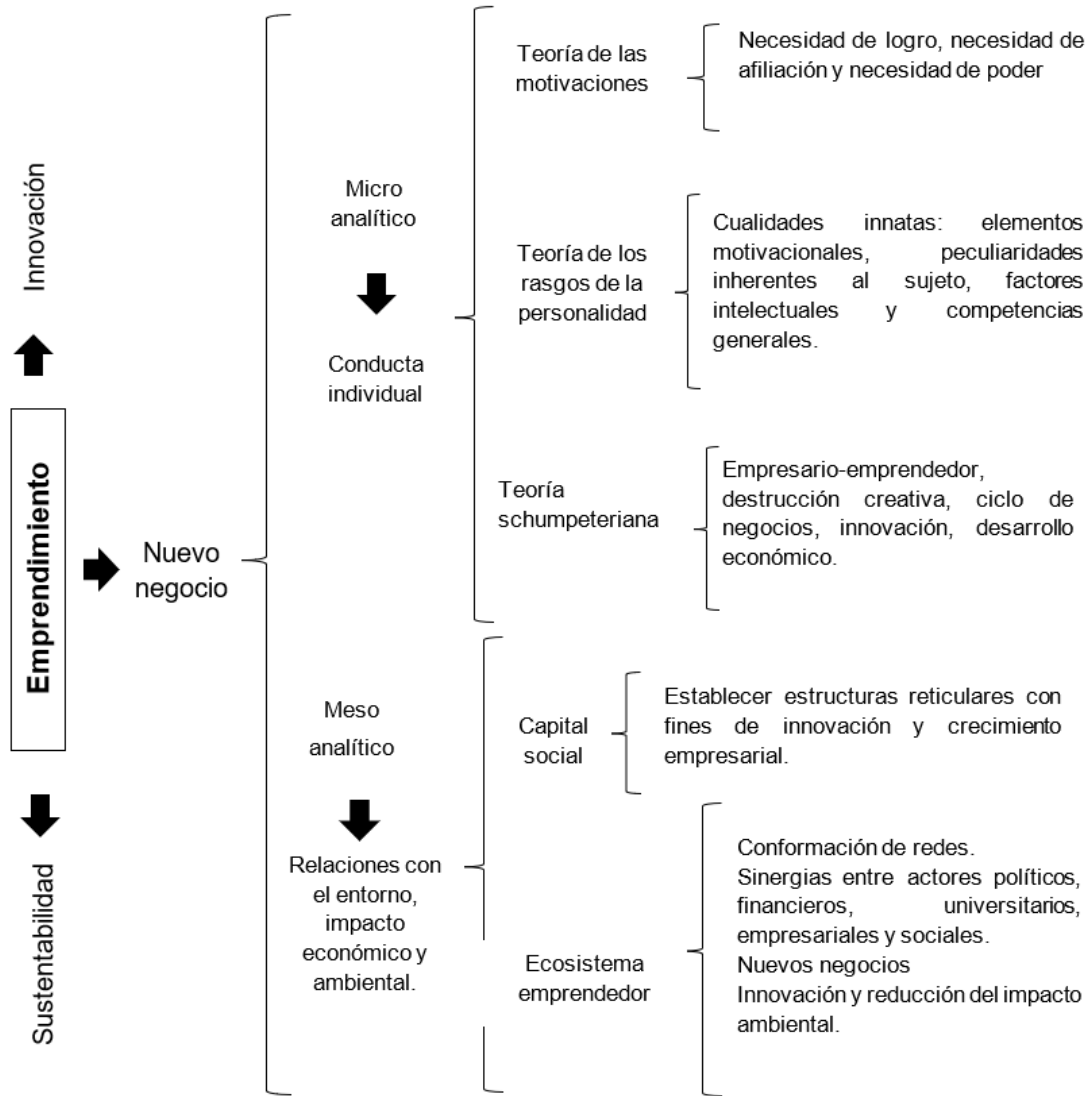 Innovación
Emprendimiento
Sustentabilidad
Nuevo
negocio
Micro
analítico
Conducta
individual
Teoría de las
motivaciones
Necesidad de logro, necesidad de
afiliación y necesidad de poder
Teoría de los
rasgos de la
personalidad
Cualidades innatas: elementos
motivacionales, peculiaridades
inherentes al sujeto, factores
intelectuales y competencias
generales.
Teoría
schumpeteriana
Empresario-emprendedor,
destrucción creativa, ciclo de
negocios, innovación, desarrollo
económico.
Meso
analítico
Relaciones con
el entorno,
impacto
económico y
ambiental.
Capital
social
Establecer estructuras reticulares con
fines de innovación y crecimiento
empresarial.
Ecosistema
emprendedor
Conformación de redes.
Sinergias entre actores políticos,
financieros, universitarios,
empresariales y sociales.
Nuevos negocios
Innovación y reducción del impacto
ambiental.